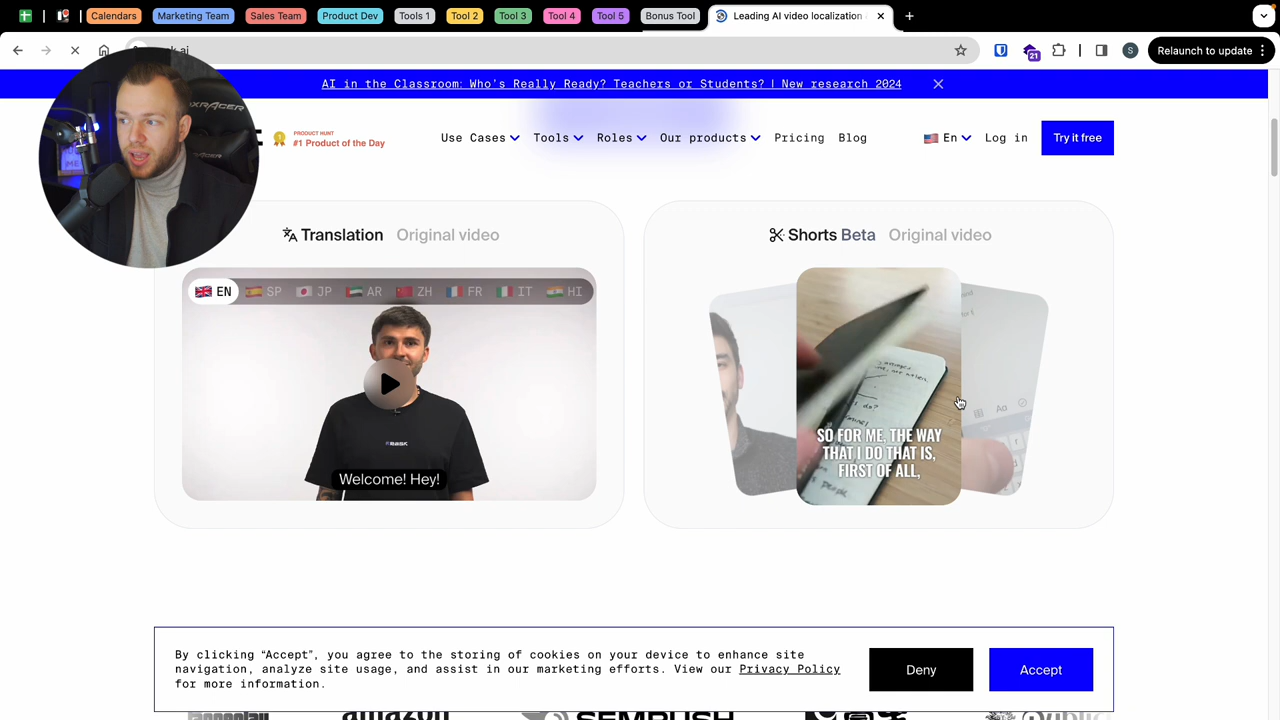 Calendars
Marketing Team
Sales Team
Product Dev
Tools 1
Tool 2
Tool 3
Tool 4
Tool 5
Bonus Tool
Leading AI video localization
21
S
Relaunch to update
AI in the Classroom: Who's Really Ready? Teachers or Students? | New research 2024
PRODUCT HUNT
#1 Product of the Day
Use Cases
Tools
Roles
Our products
Pricing
Blog
En
Log in
Try it free
Translation
Original video
EN
SP
JP
AR
ZH
FR
IT
HI
RASK
Welcome! Hey!
Shorts Beta
Original video
SO FOR ME, THE WAY
THAT I DO THAT IS,
FIRST OF ALL,
By clicking “Accept”, you agree to the storing of cookies on your device to enhance site
navigation, analyze site usage, and assist in our marketing efforts. View our Privacy Policy
for more information.
Deny
Accept
amazon
SEMRUSH